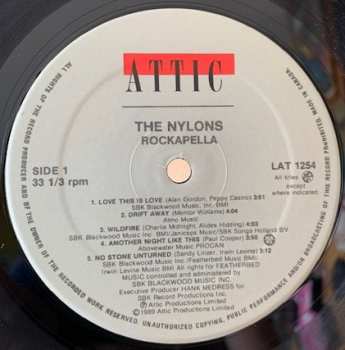 ATTIC
THE NYLONS
ROCKAPELLA
SIDE 1
33 1/3 rpm
LAT 1254
All titles
except
where indicated.
1. LOVE THIS IS LOVE (Alan Gordon, Peppy Castro) 3:51
SBK Blackwood Music Inc. BMI
2. DRIFT AWAY (Mentor Williams) 4:04
Almo Music
3. WILDFIRE (Charlie Midnight,
SBK Blackwood Music Inc. BMI/Janiceps Music/SBK Songs Holland BV
4. ANOTHER NIGHT LIKE THIS (Paul Cooper) 3:50
Abovewater Music PROCAN
5. NO STONE UNTURNED (Sandy Linzer, Irwin Levine) 3:12
SBK Blackwood Music Inc./Featherbed Music BMI/
Irwin Levine Music BMI All rights for FEATHERBED
MUSIC controlled and administered by
SBK BLACKWOOD MUSIC INC.
Executive Producer HANK MEDRESS for
SBK Record Productions Inc.
Ⓟ Attic Productions Limited
© 1989 Attic Productions Limited
ALL RIGHTS OF THE RECORD PRODUCER AND OF THE OWNER OF THE RECORDED WORK RESERVED. UNAUTHORIZED COPYING, PUBLIC PERFORMANCE AND/OR BROADCASTING OF THIS RECORD PROHIBITED. MADE IN CANADA.